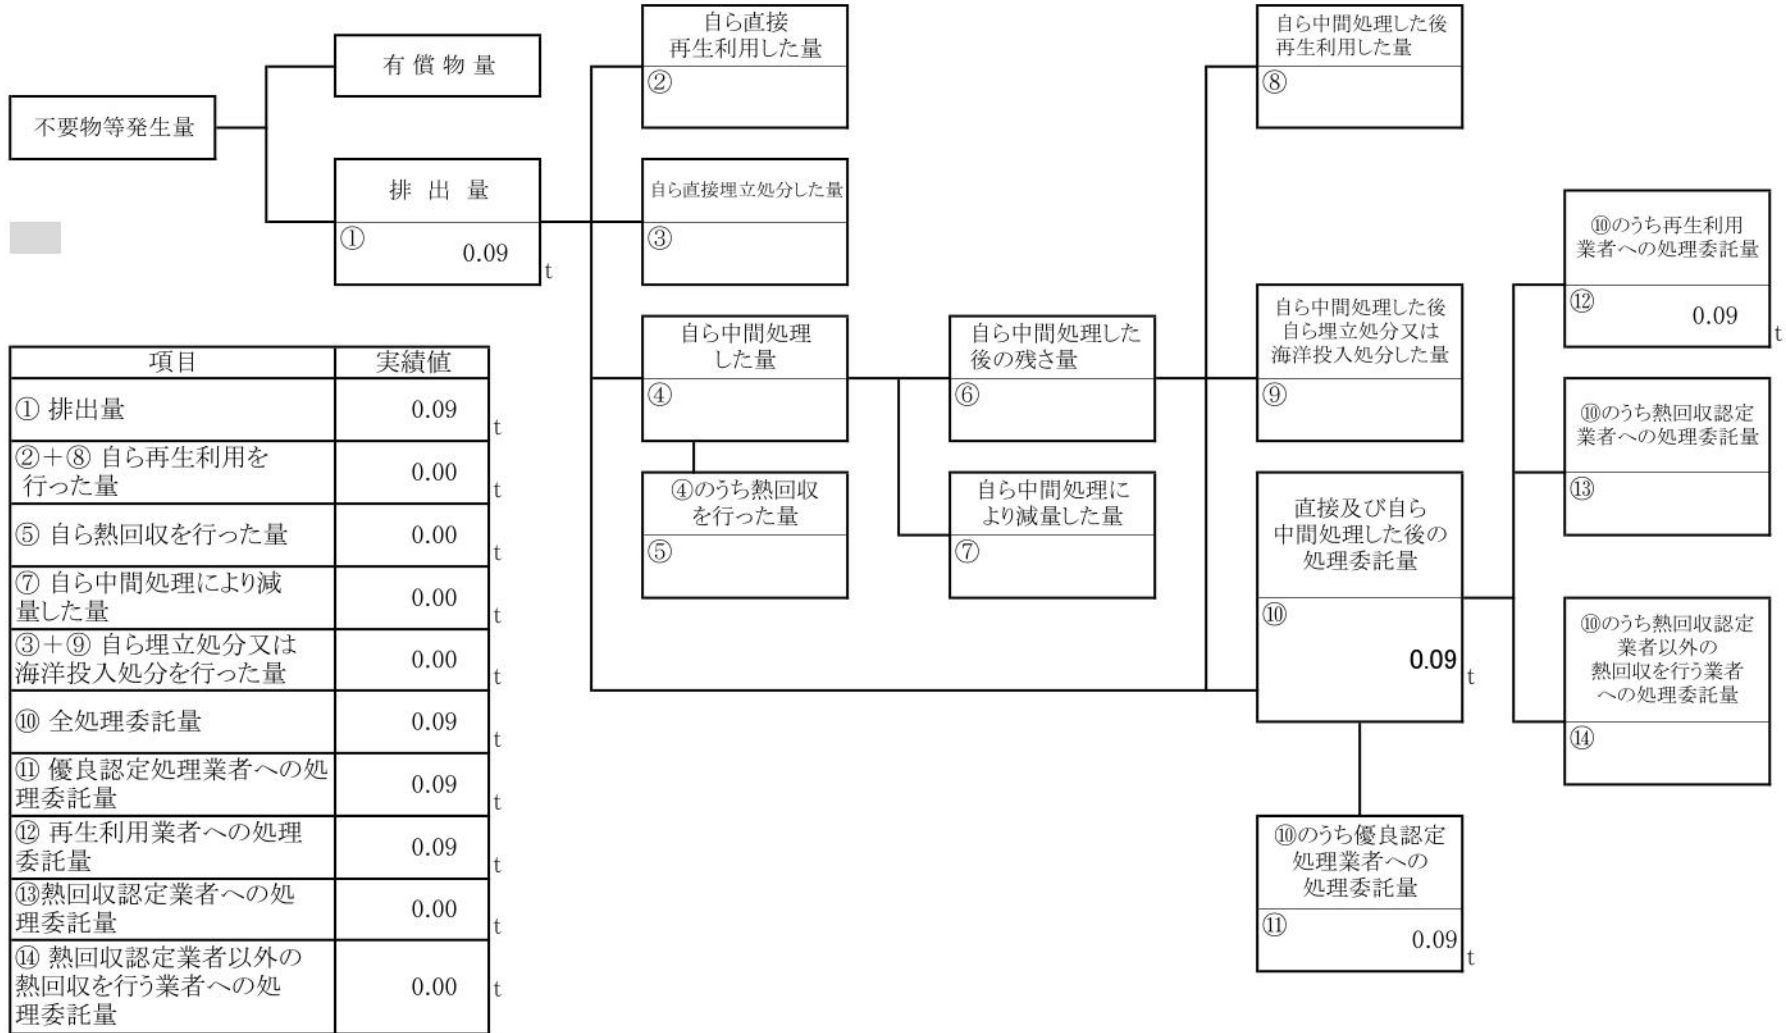 不要物等発生量
有償物量
排出量
①
0.09
t
自ら直接
再生利用した量
②
自ら直接埋立処分した量
③
自ら中間処理
した量
④
④のうち熱回収
を行った量
⑤
自ら中間処理した
後の残さ量
⑥
自ら中間処理に
より減量した量
⑦
自ら中間処理した後
再生利用した量
⑧
自ら中間処理した後
自ら埋立処分又は
海洋投入処分した量
⑨
直接及び自ら
中間処理した後の
処理委託量
⑩
0.09
t
⑩のうち優良認定
処理業者への
処理委託量
⑪
0.09
t
⑩のうち再生利用
業者への処理委託量
⑫
0.09
t
⑩のうち熱回収認定
業者への処理委託量
⑬
⑩のうち熱回収認定
業者以外の
熱回収を行う業者
への処理委託量
⑭
項目 実績値
① 排出量 0.09 t
②+⑧ 自ら再生利用を
行った量 0.00 t
⑤ 自ら熱回収を行った量 0.00 t
⑦ 自ら中間処理により減
量した量 0.00 t
③+⑨ 自ら埋立処分又は
海洋投入処分を行った量 0.00 t
⑩ 全処理委託量 0.09 t
⑪ 優良認定処理業者への処
理委託量 0.09 t
⑫ 再生利用業者への処理
委託量 0.09 t
⑬熱回収認定業者への処
理委託量 0.00 t
⑭ 熱回収認定業者以外の
熱回収を行う業者への処
理委託量 0.00 t